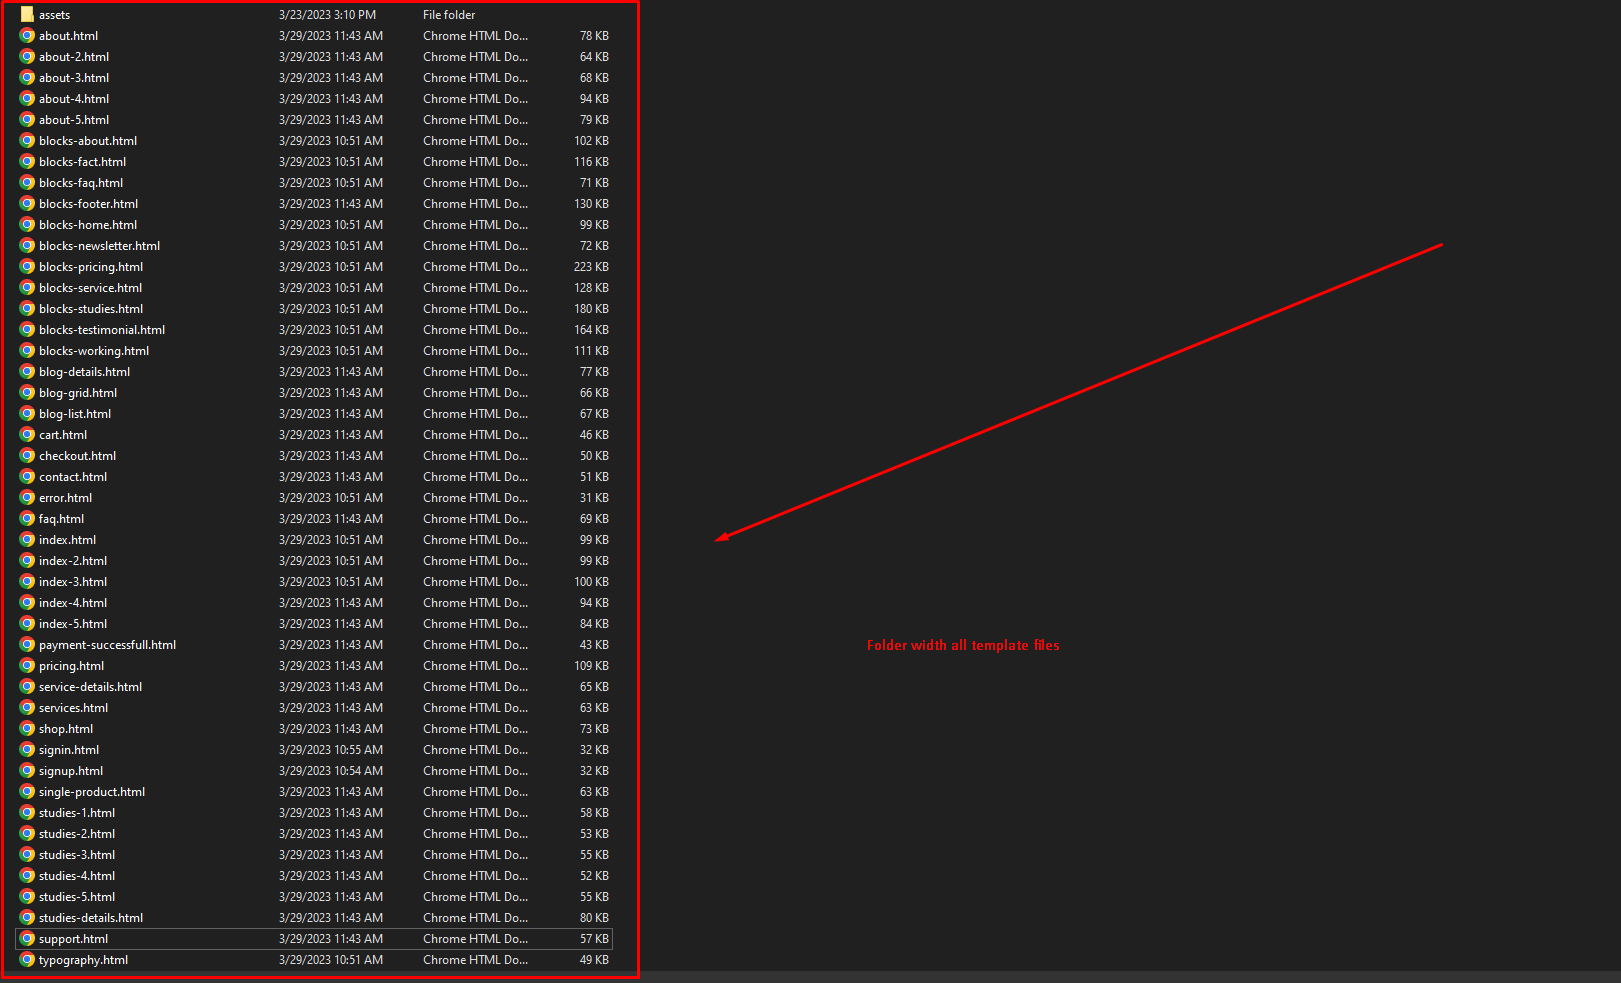 assets 3/23/2023 3:10 PM File folder
about.html 3/29/2023 11:43 AM Chrome HTML Do... 78 KB
about-2.html 3/29/2023 11:43 AM Chrome HTML Do... 64 KB
about-3.html 3/29/2023 11:43 AM Chrome HTML Do... 68 KB
about-4.html 3/29/2023 11:43 AM Chrome HTML Do... 94 KB
about-5.html 3/29/2023 11:43 AM Chrome HTML Do... 79 KB
blocks-about.html 3/29/2023 10:51 AM Chrome HTML Do... 102 KB
blocks-fact.html 3/29/2023 10:51 AM Chrome HTML Do... 116 KB
blocks-faq.html 3/29/2023 10:51 AM Chrome HTML Do... 71 KB
blocks-footer.html 3/29/2023 11:43 AM Chrome HTML Do... 130 KB
blocks-home.html 3/29/2023 10:51 AM Chrome HTML Do... 99 KB
blocks-newsletter.html 3/29/2023 10:51 AM Chrome HTML Do... 72 KB
blocks-pricing.html 3/29/2023 10:51 AM Chrome HTML Do... 223 KB
blocks-service.html 3/29/2023 10:51 AM Chrome HTML Do... 128 KB
blocks-studies.html 3/29/2023 10:51 AM Chrome HTML Do... 180 KB
blocks-testimonial.html 3/29/2023 10:51 AM Chrome HTML Do... 164 KB
blocks-working.html 3/29/2023 10:51 AM Chrome HTML Do... 111 KB
blog-details.html 3/29/2023 11:43 AM Chrome HTML Do... 77 KB
blog-grid.html 3/29/2023 11:43 AM Chrome HTML Do... 66 KB
blog-list.html 3/29/2023 11:43 AM Chrome HTML Do... 67 KB
cart.html 3/29/2023 11:43 AM Chrome HTML Do... 46 KB
checkout.html 3/29/2023 11:43 AM Chrome HTML Do... 50 KB
contact.html 3/29/2023 11:43 AM Chrome HTML Do... 51 KB
error.html 3/29/2023 10:51 AM Chrome HTML Do... 31 KB
faq.html 3/29/2023 11:43 AM Chrome HTML Do... 69 KB
index.html 3/29/2023 10:51 AM Chrome HTML Do... 99 KB
index-2.html 3/29/2023 10:51 AM Chrome HTML Do... 99 KB
index-3.html 3/29/2023 10:51 AM Chrome HTML Do... 100 KB
index-4.html 3/29/2023 11:43 AM Chrome HTML Do... 94 KB
index-5.html 3/29/2023 11:43 AM Chrome HTML Do... 84 KB
payment-successfull.html 3/29/2023 11:43 AM Chrome HTML Do... 43 KB
Folder width all template files
pricing.html 3/29/2023 11:43 AM Chrome HTML Do... 109 KB
service-details.html 3/29/2023 11:43 AM Chrome HTML Do... 65 KB
services.html 3/29/2023 11:43 AM Chrome HTML Do... 63 KB
shop.html 3/29/2023 11:43 AM Chrome HTML Do... 73 KB
signin.html 3/29/2023 10:55 AM Chrome HTML Do... 32 KB
signup.html 3/29/2023 10:54 AM Chrome HTML Do... 32 KB
single-product.html 3/29/2023 11:43 AM Chrome HTML Do... 63 KB
studies-1.html 3/29/2023 11:43 AM Chrome HTML Do... 58 KB
studies-2.html 3/29/2023 11:43 AM Chrome HTML Do... 53 KB
studies-3.html 3/29/2023 11:43 AM Chrome HTML Do... 55 KB
studies-4.html 3/29/2023 11:43 AM Chrome HTML Do... 52 KB
studies-5.html 3/29/2023 11:43 AM Chrome HTML Do... 55 KB
studies-details.html 3/29/2023 11:43 AM Chrome HTML Do... 80 KB
support.html 3/29/2023 11:43 AM Chrome HTML Do... 57 KB
typography.html 3/29/2023 10:51 AM Chrome HTML Do... 49 KB